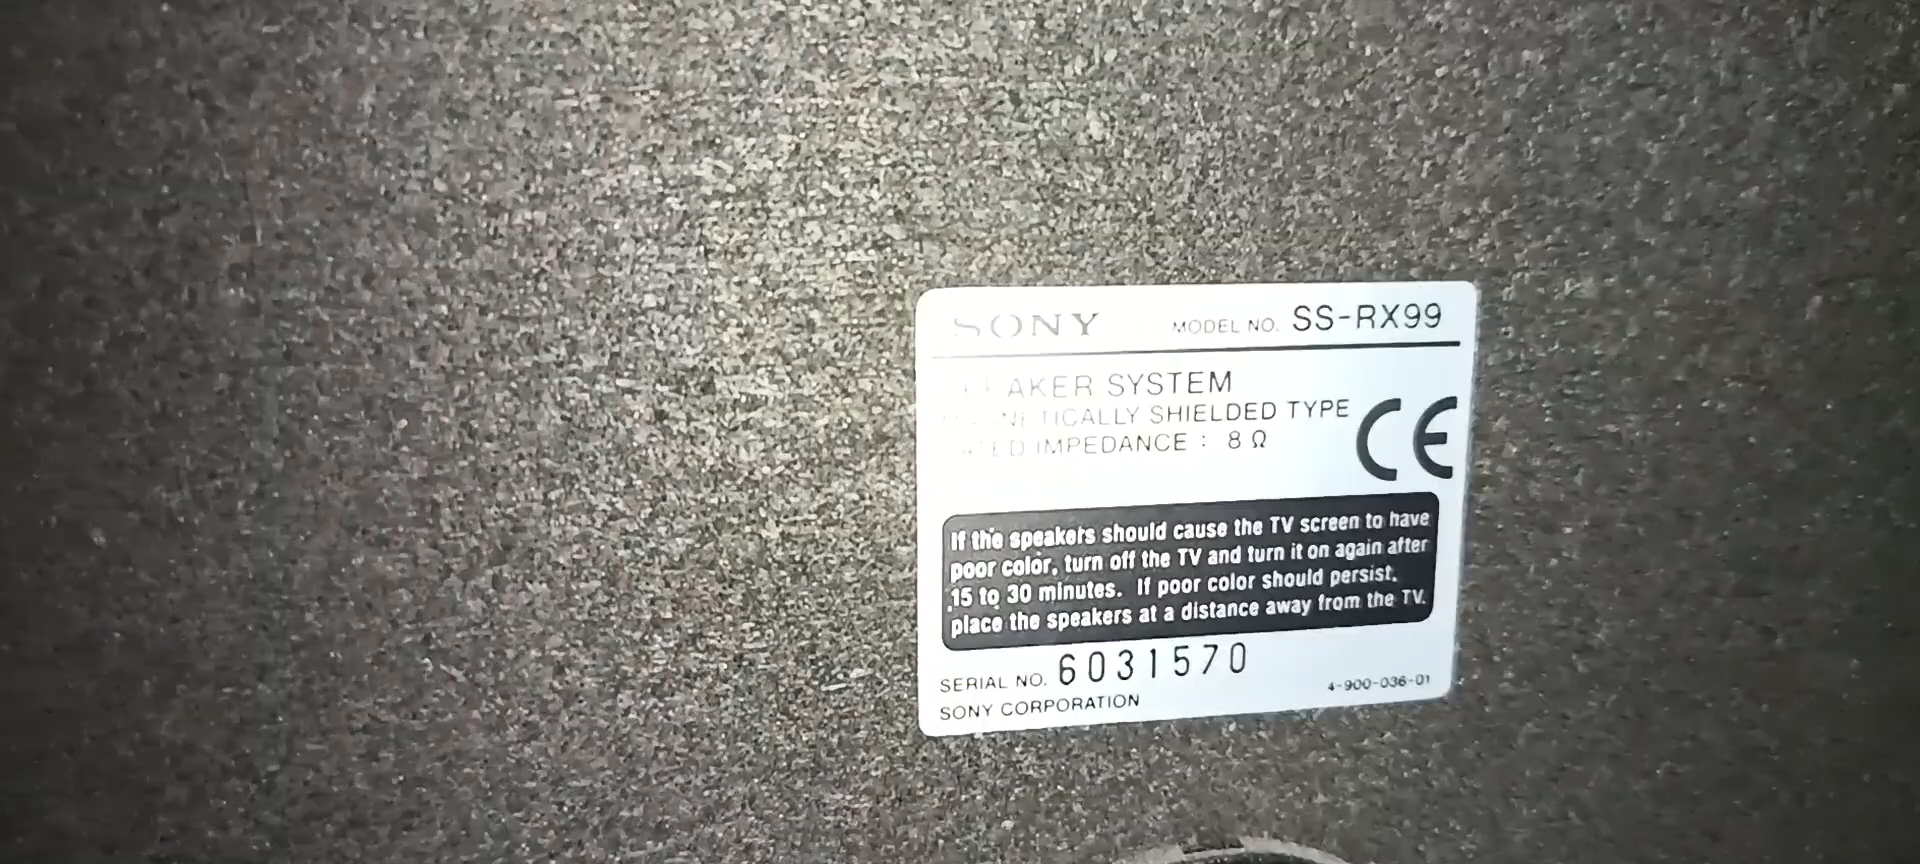 SONY MODEL NO. SS-RX99
SPEAKER SYSTEM
MAGNETICALLY SHIELDED TYPE
RATED IMPEDANCE : 8 Ω
CE
If the speakers should cause the TV screen to have
poor color, turn off the TV and turn it on again after
15 to 30 minutes. If poor color should persist,
place the speakers at a distance away from the TV.
SERIAL NO. 6031570
SONY CORPORATION 4-900-036-01